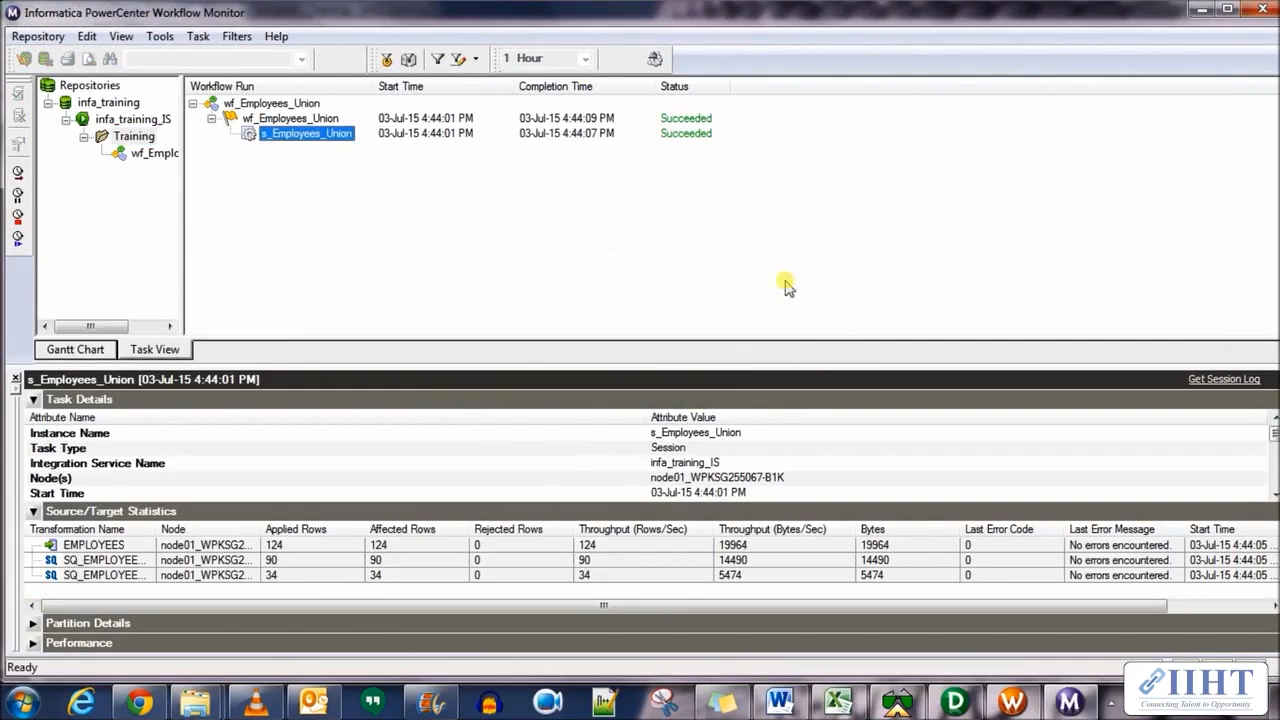 Informatica PowerCenter Workflow Monitor
Repository Edit View Tools Task Filters Help
1 Hour
Repositories
infa_training
infa_training_IS
Training
wf_Emplc
Workflow Run Start Time Completion Time Status
wf_Employees_Union
wf_Employees_Union 03-Jul-15 4:44:01 PM 03-Jul-15 4:44:09 PM Succeeded
s_Employees_Union 03-Jul-15 4:44:01 PM 03-Jul-15 4:44:07 PM Succeeded
Gantt Chart Task View
s_Employees_Union [03-Jul-15 4:44:01 PM] Get Session Log
Task Details
Attribute Name Attribute Value
Instance Name s_Employees_Union
Task Type Session
Integration Service Name infa_training_IS
Node(s) node01_WPKSG255067-B1K
Start Time 03-Jul-15 4:44:01 PM
Source/Target Statistics
Transformation Name Node Applied Rows Affected Rows Rejected Rows Throughput (Rows/Sec) Throughput (Bytes/Sec) Bytes Last Error Code Last Error Message Start Time
EMPLOYEES node01_WPKSG2... 124 124 0 124 19964 19964 0 No errors encountered. 03-Jul-15 4:44:05 ...
SQ_EMPLOYEE... node01_WPKSG2... 90 90 0 90 14490 14490 0 No errors encountered. 03-Jul-15 4:44:05 ...
SQ_EMPLOYEE... node01_WPKSG2... 34 34 0 34 5474 5474 0 No errors encountered. 03-Jul-15 4:44:05 ...
Partition Details
Performance
Ready
IIHT
Connecting Talent to Opportunity